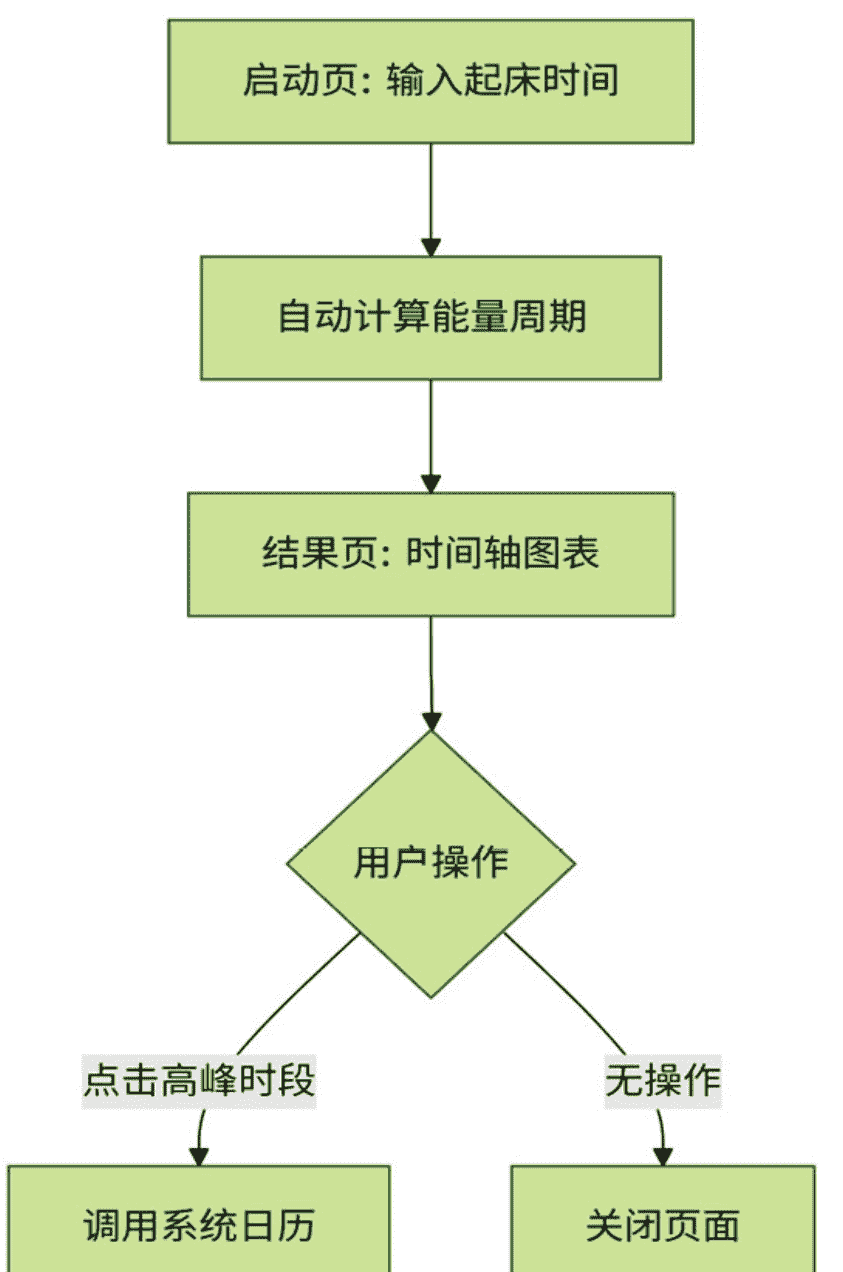 启动页: 输入起床时间
自动计算能量周期
结果页: 时间轴图表
用户操作
点击高峰时段
无操作
调用系统日历
关闭页面